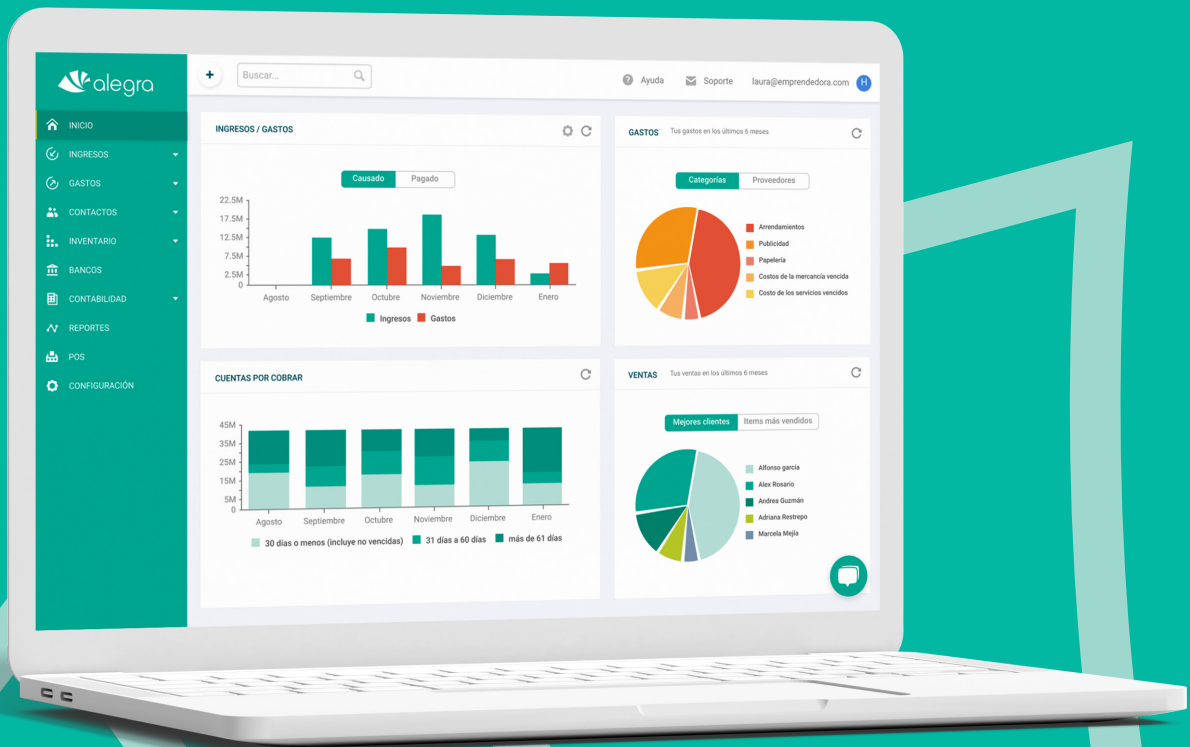 alegra
+
Buscar...
Ayuda
Soporte
laura@emprendedora.com
H
INICIO
INGRESOS
GASTOS
CONTACTOS
INVENTARIO
BANCOS
CONTABILIDAD
REPORTES
POS
CONFIGURACIÓN
INGRESOS / GASTOS
Causado
Pagado
22.5M
17.5M
12.5M
7.5M
2.5M
0
Agosto
Septiembre
Octubre
Noviembre
Diciembre
Enero
Ingresos
Gastos
GASTOS
Tus gastos en los últimos 6 meses
Categorías
Proveedores
Arrendamientos
Publicidad
Papelería
Costos de la mercancía vencida
Costo de los servicios vencidos
CUENTAS POR COBRAR
45M
35M
25M
15M
5M
0
Agosto
Septiembre
Octubre
Noviembre
Diciembre
Enero
30 días o menos (incluye no vencidas)
31 días a 60 días
más de 61 días
VENTAS
Tus ventas en los últimos 6 meses
Mejores clientes
Items más vendidos
Alfonso garcía
Alex Rosario
Andrea Guzmán
Adriana Restrepo
Marcela Mejía